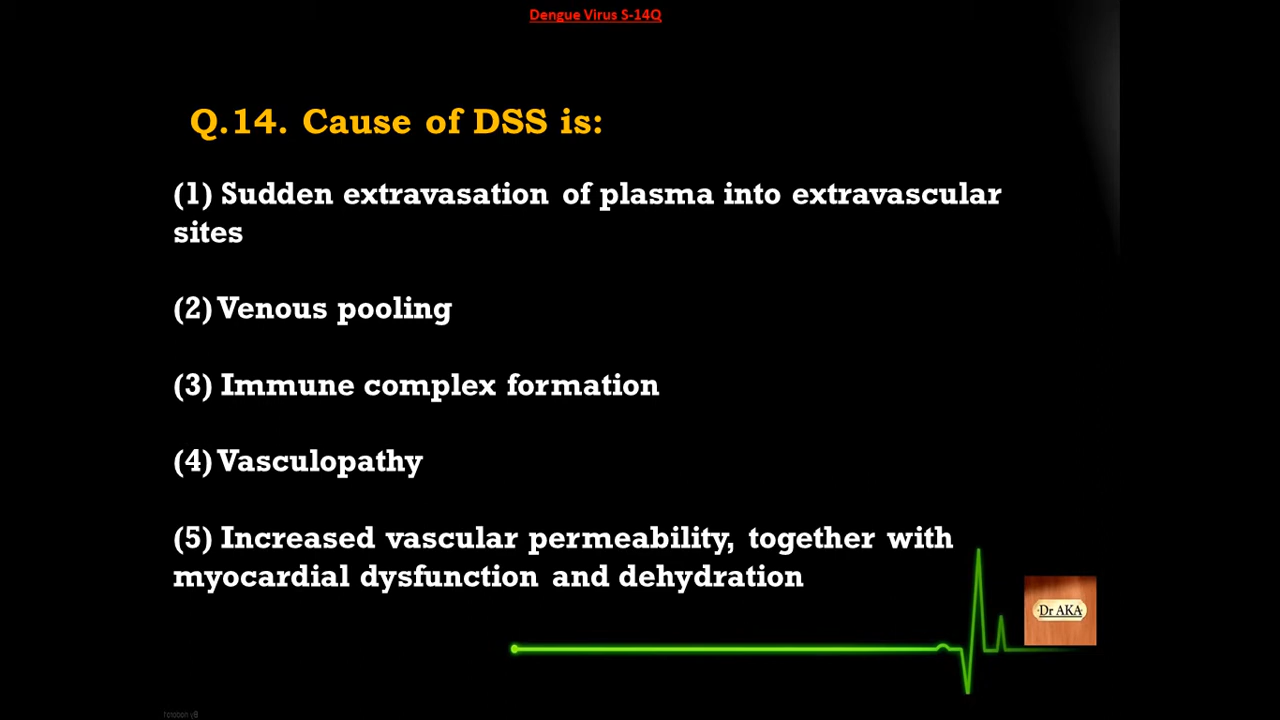 Dengue Virus S-14Q
Q.14. Cause of DSS is:
(1) Sudden extravasation of plasma into extravascular
sites
(2) Venous pooling
(3) Immune complex formation
(4) Vasculopathy
(5) Increased vascular permeability, together with
myocardial dysfunction and dehydration
Dr AKA